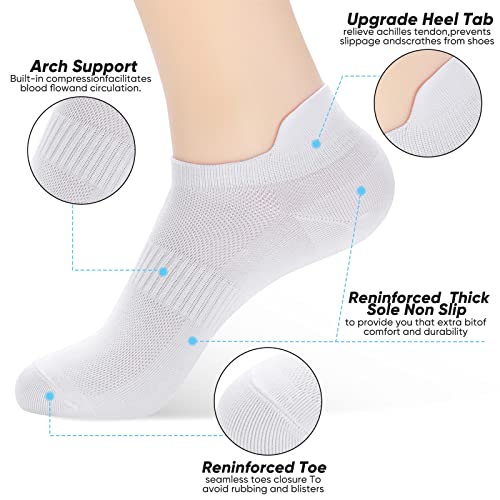 Upgrade Heel Tab
relieve achilles tendon,prevents
slippage andscrathes from shoes
Arch Support
Built-in compressionfacilitates
blood flowand circulation.
Reninforced Thick
Sole Non Slip
to provide you that extra bitof
comfort and durability
Reninforced Toe
seamless toes closure To
avoid rubbing and blisters